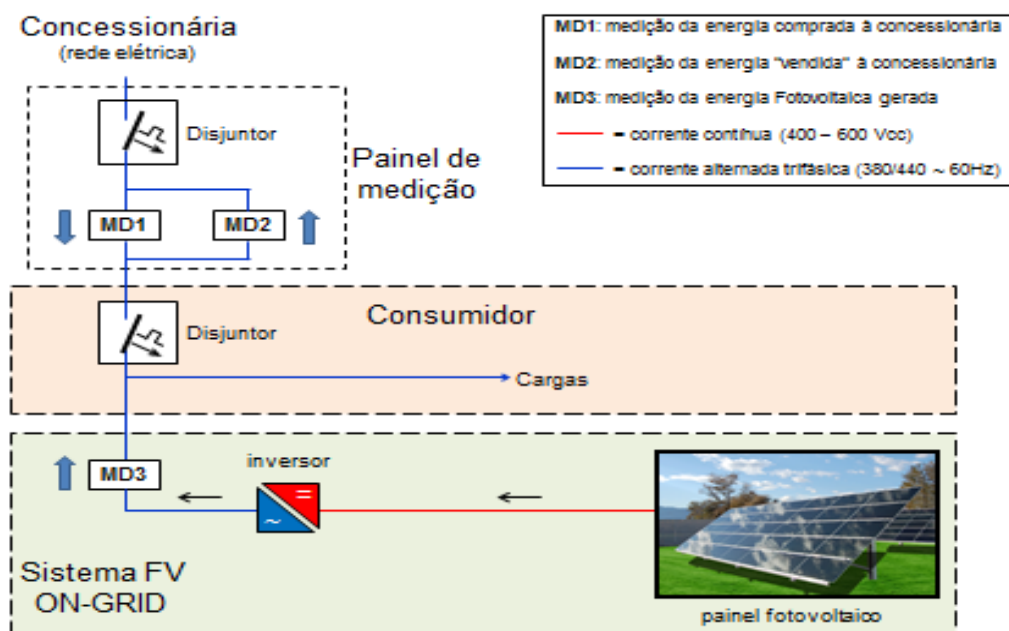 Concessionária
(rede elétrica)
MD1: medição da energia comprada à concessionária
MD2: medição da energia "vendida" à concessionária
MD3: medição da energia Fotovoltaica gerada
= corrente contíhua (400 – 600 Vcc)
= corrente alternada trifásica (380/440 ~ 60Hz)
Disjuntor
Painel de
medição
MD1
MD2
Consumidor
Disjuntor
Cargas
inversor
MD3
=
~
Sistema FV
ON-GRID
painel fotovoltaico